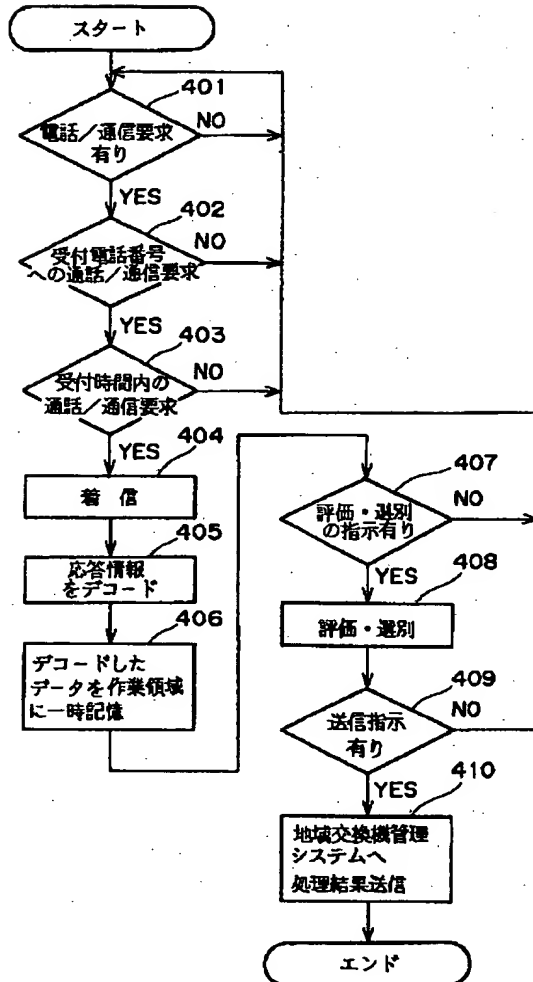 スタート
401
電話/通信要求
有り
NO
YES
402
受付電話番号
への通話/通信要求
NO
YES
403
受付時間内の
通話/通信要求
NO
YES
404
着 信
405
応答情報
をデコード
406
デコードした
データを作業領域
に一時記憶
407
評価・選別
の指示有り
NO
YES
408
評価・選別
409
送信指示
有り
NO
YES
410
地域交換機管理
システムへ
処理結果送信
エンド